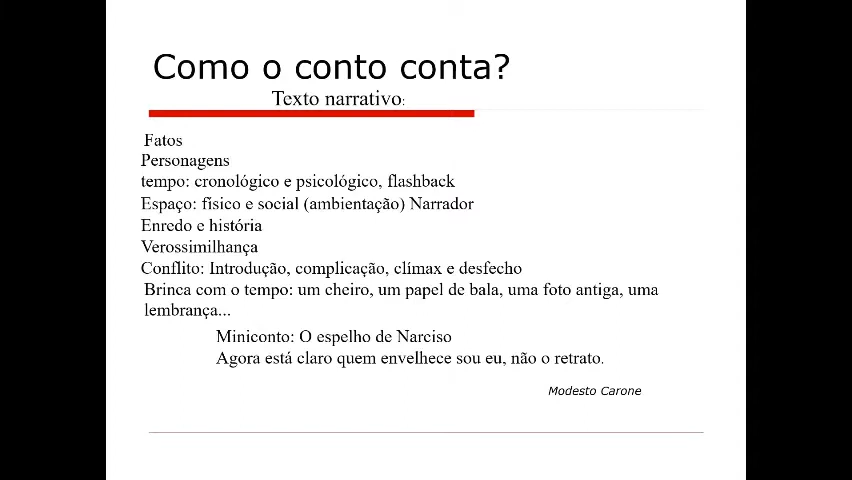 Como o conto conta?
Texto narrativo:
Fatos
Personagens
tempo: cronológico e psicológico, flashback
Espaço: físico e social (ambientação) Narrador
Enredo e história
Verossimilhança
Conflito: Introdução, complicação, clímax e desfecho
Brinca com o tempo: um cheiro, um papel de bala, uma foto antiga, uma
lembrança...
Miniconto: O espelho de Narciso
Agora está claro quem envelhece sou eu, não o retrato.
Modesto Carone